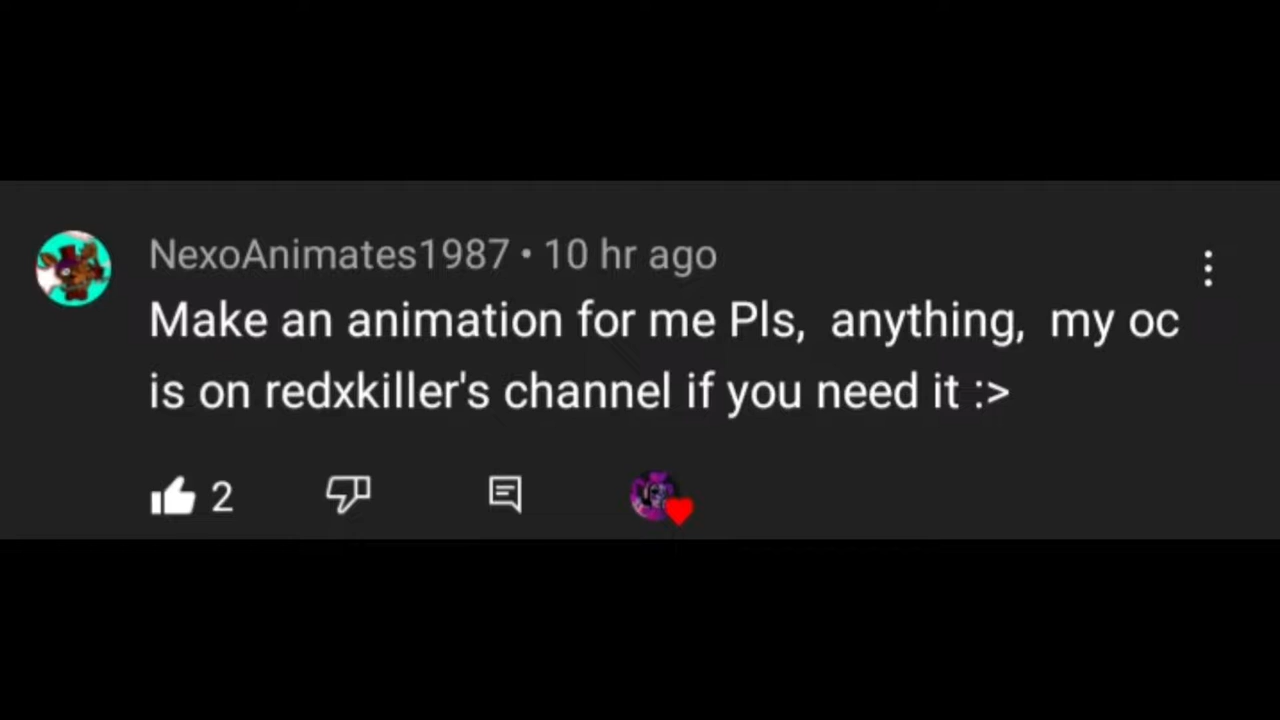 NexoAnimates1987 • 10 hr ago
Make an animation for me Pls,  anything,  my oc
is on redxkiller's channel if you need it :>
2